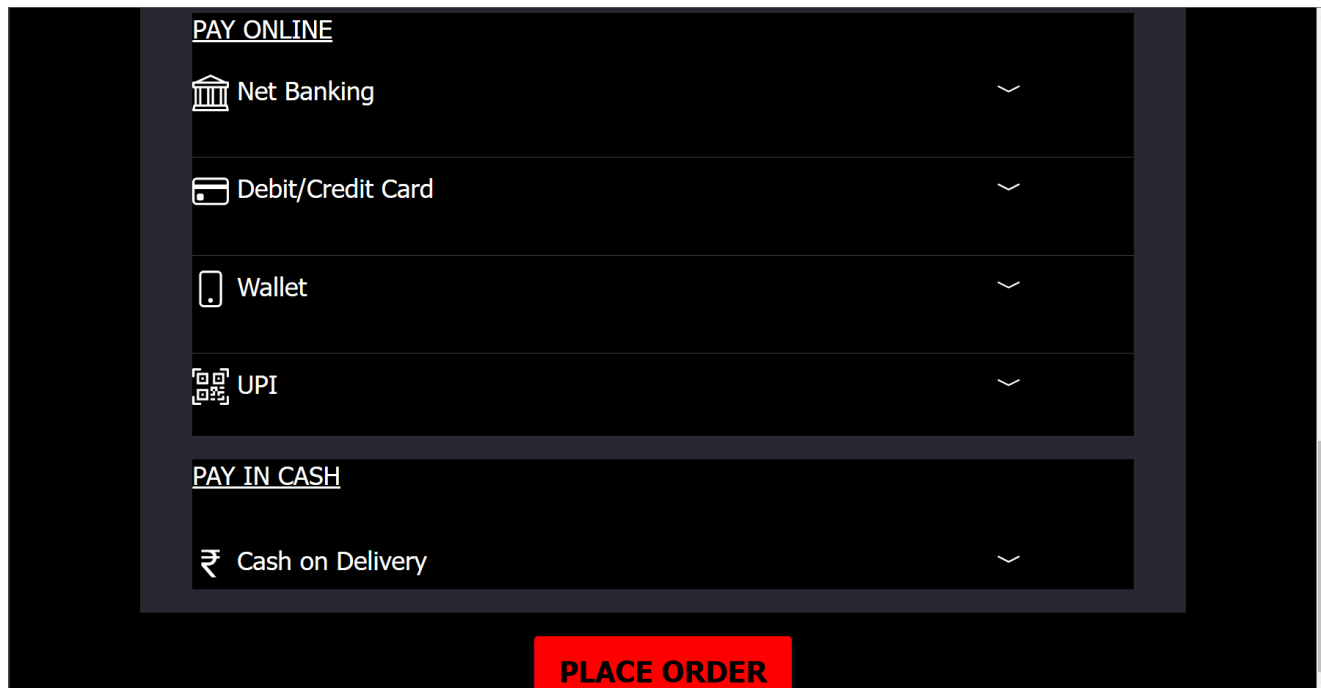 PAY ONLINE
Net Banking
Debit/Credit Card
Wallet
UPI
PAY IN CASH
₹ Cash on Delivery
PLACE ORDER